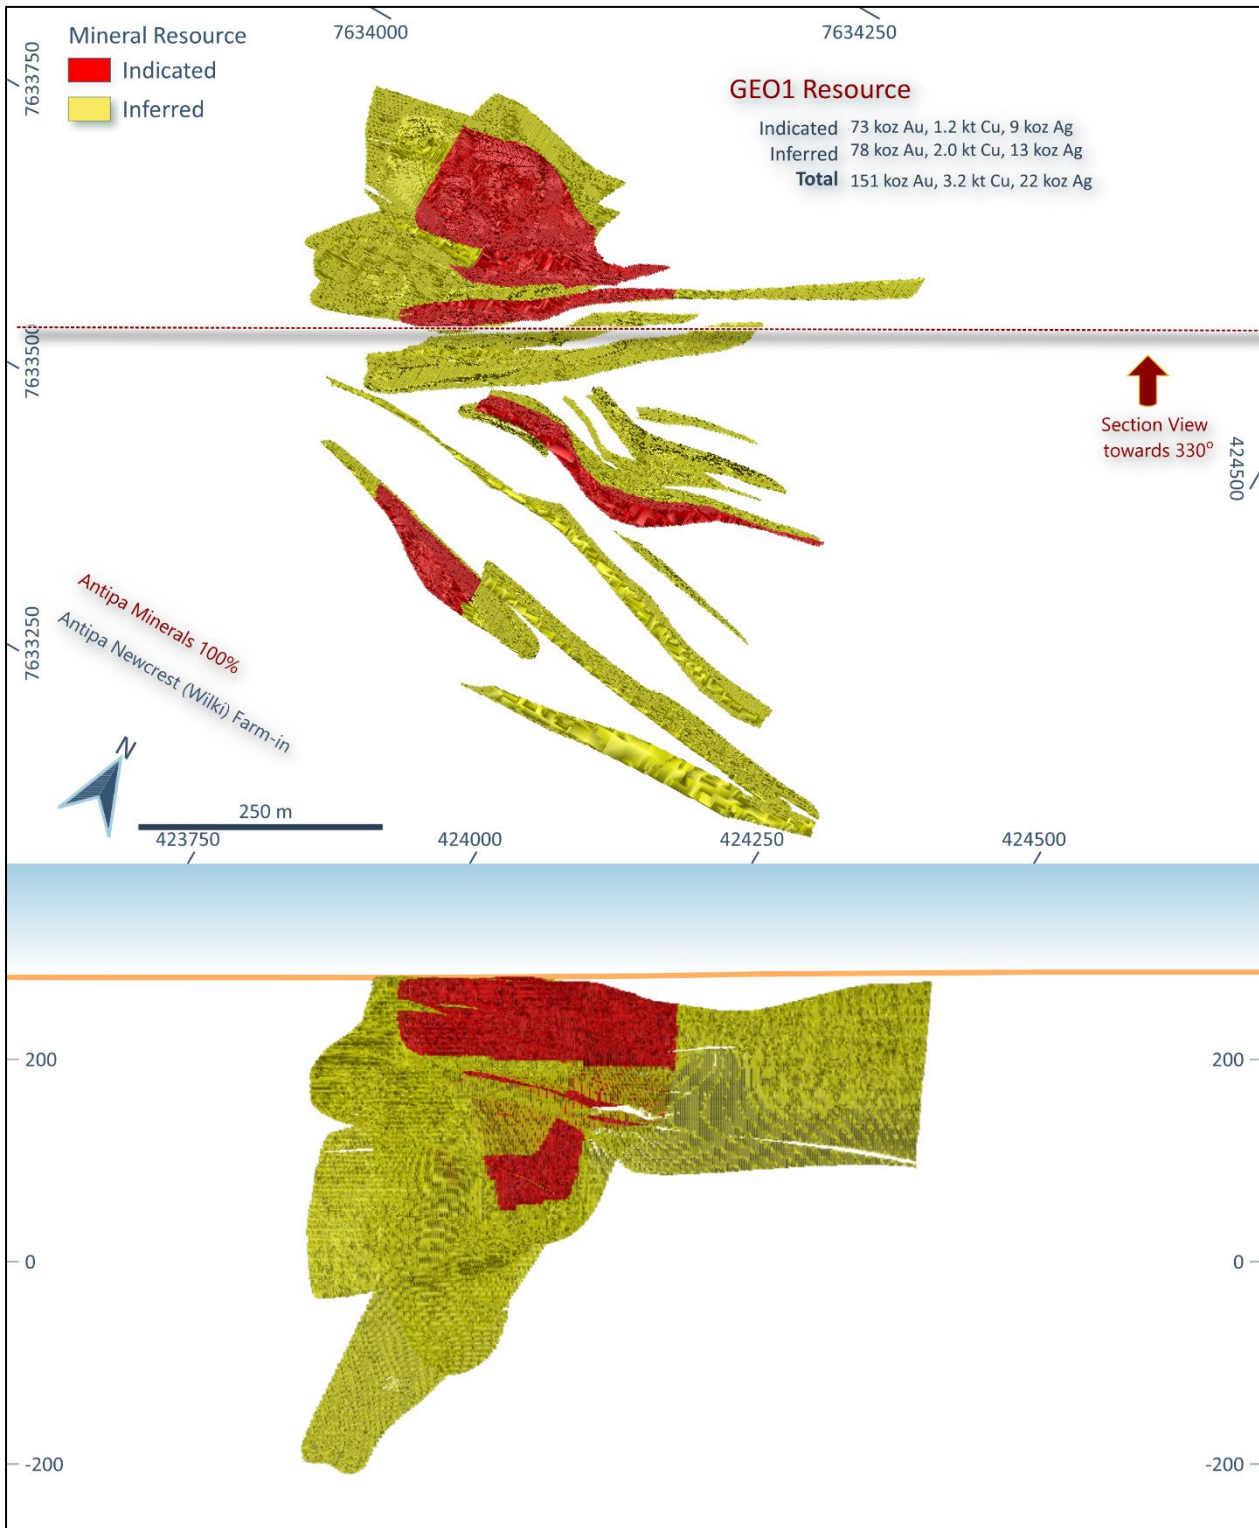 7634000
7634250
Mineral Resource
Indicated
Inferred
7633750
GEO1 Resource
Indicated 73 koz Au, 1.2 kt Cu, 9 koz Ag
Inferred 78 koz Au, 2.0 kt Cu, 13 koz Ag
Total 151 koz Au, 3.2 kt Cu, 22 koz Ag
7633500
Section View
towards 330°
424500
7633250
Antipa Minerals 100%
Antipa Newcrest (Wilki) Farm-in
N
250 m
423750
424000
424250
424500
200
200
0
0
-200
-200